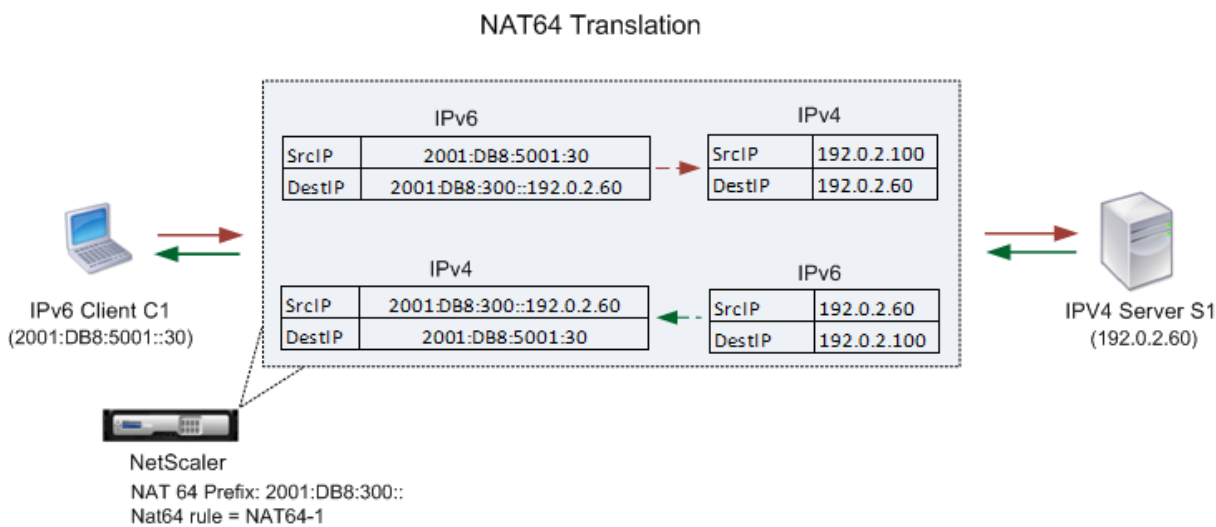 NAT64 Translation
IPv6
SrcIP 2001:DB8:5001:30
DestIP 2001:DB8:300::192.0.2.60
IPv4
SrcIP 192.0.2.100
DestIP 192.0.2.60
IPv4
SrcIP 2001:DB8:300::192.0.2.60
DestIP 2001:DB8:5001:30
IPv6
SrcIP 192.0.2.60
DestIP 192.0.2.100
IPv6 Client C1
(2001:DB8:5001::30)
IPV4 Server S1
(192.0.2.60)
NetScaler
NAT 64 Prefix: 2001:DB8:300::
Nat64 rule = NAT64-1